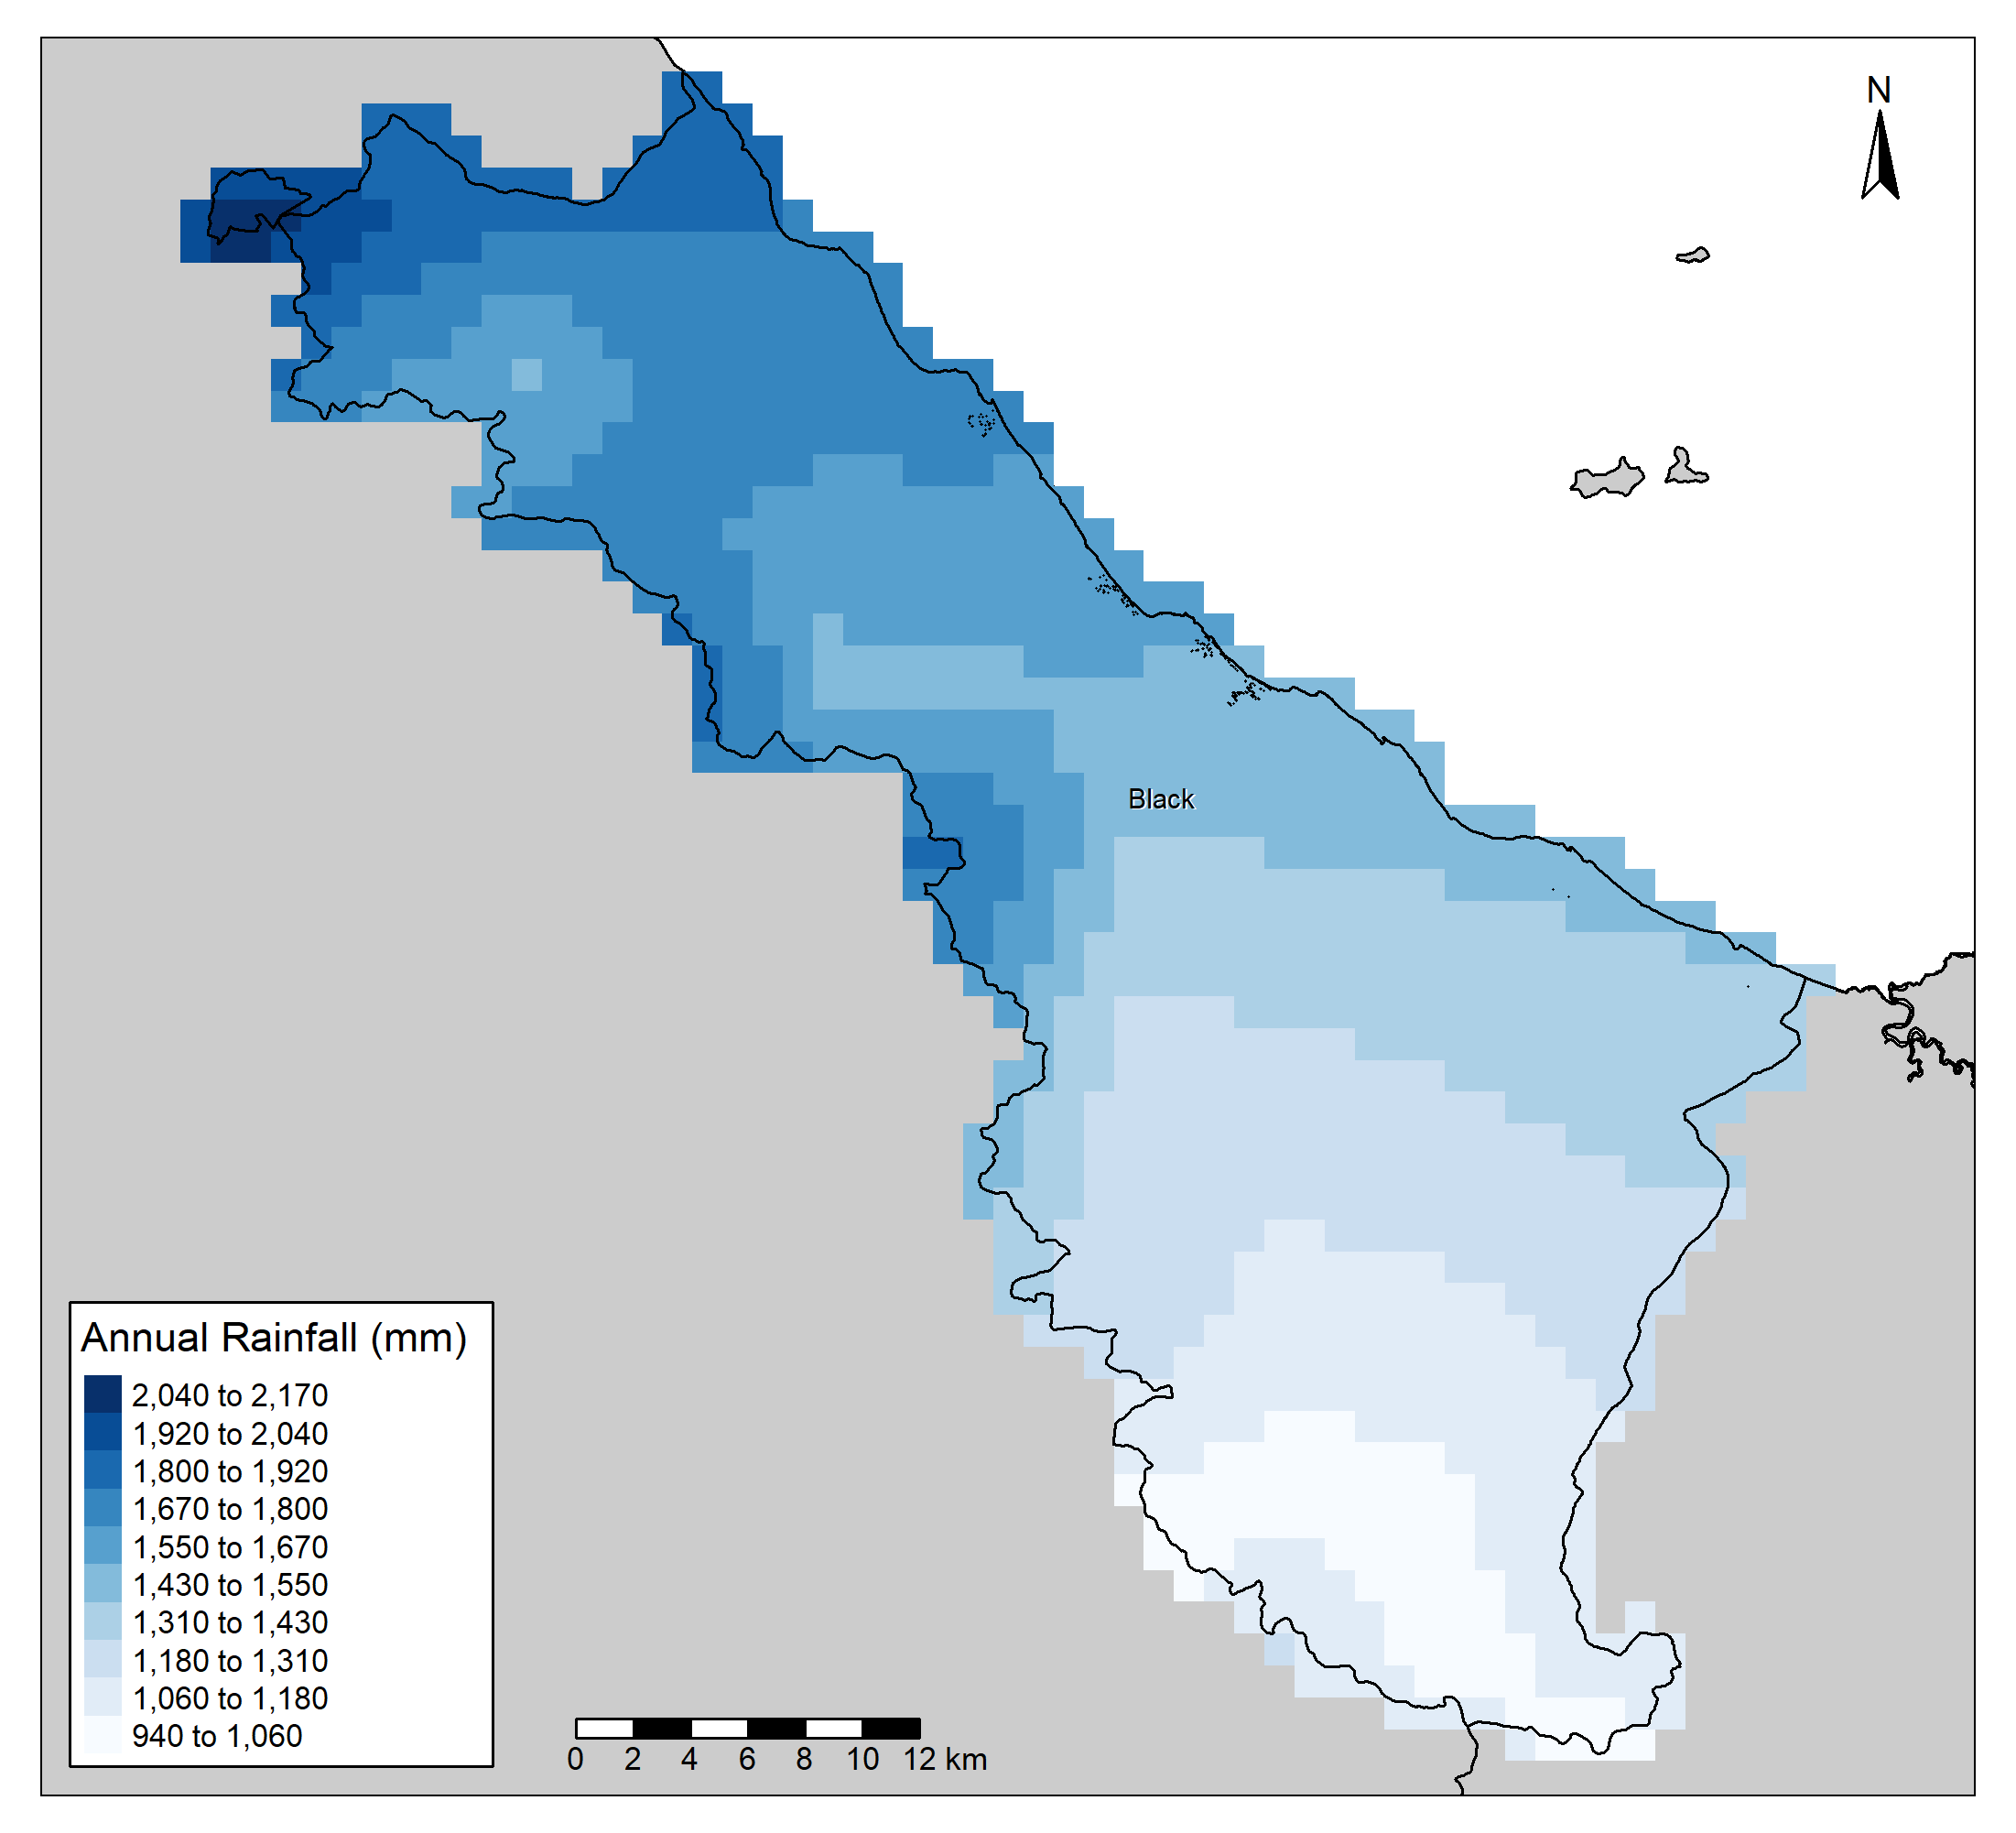 N
Black
Annual Rainfall (mm)
2,040 to 2,170
1,920 to 2,040
1,800 to 1,920
1,670 to 1,800
1,550 to 1,670
1,430 to 1,550
1,310 to 1,430
1,180 to 1,310
1,060 to 1,180
940 to 1,060
0 2 4 6 8 10 12 km